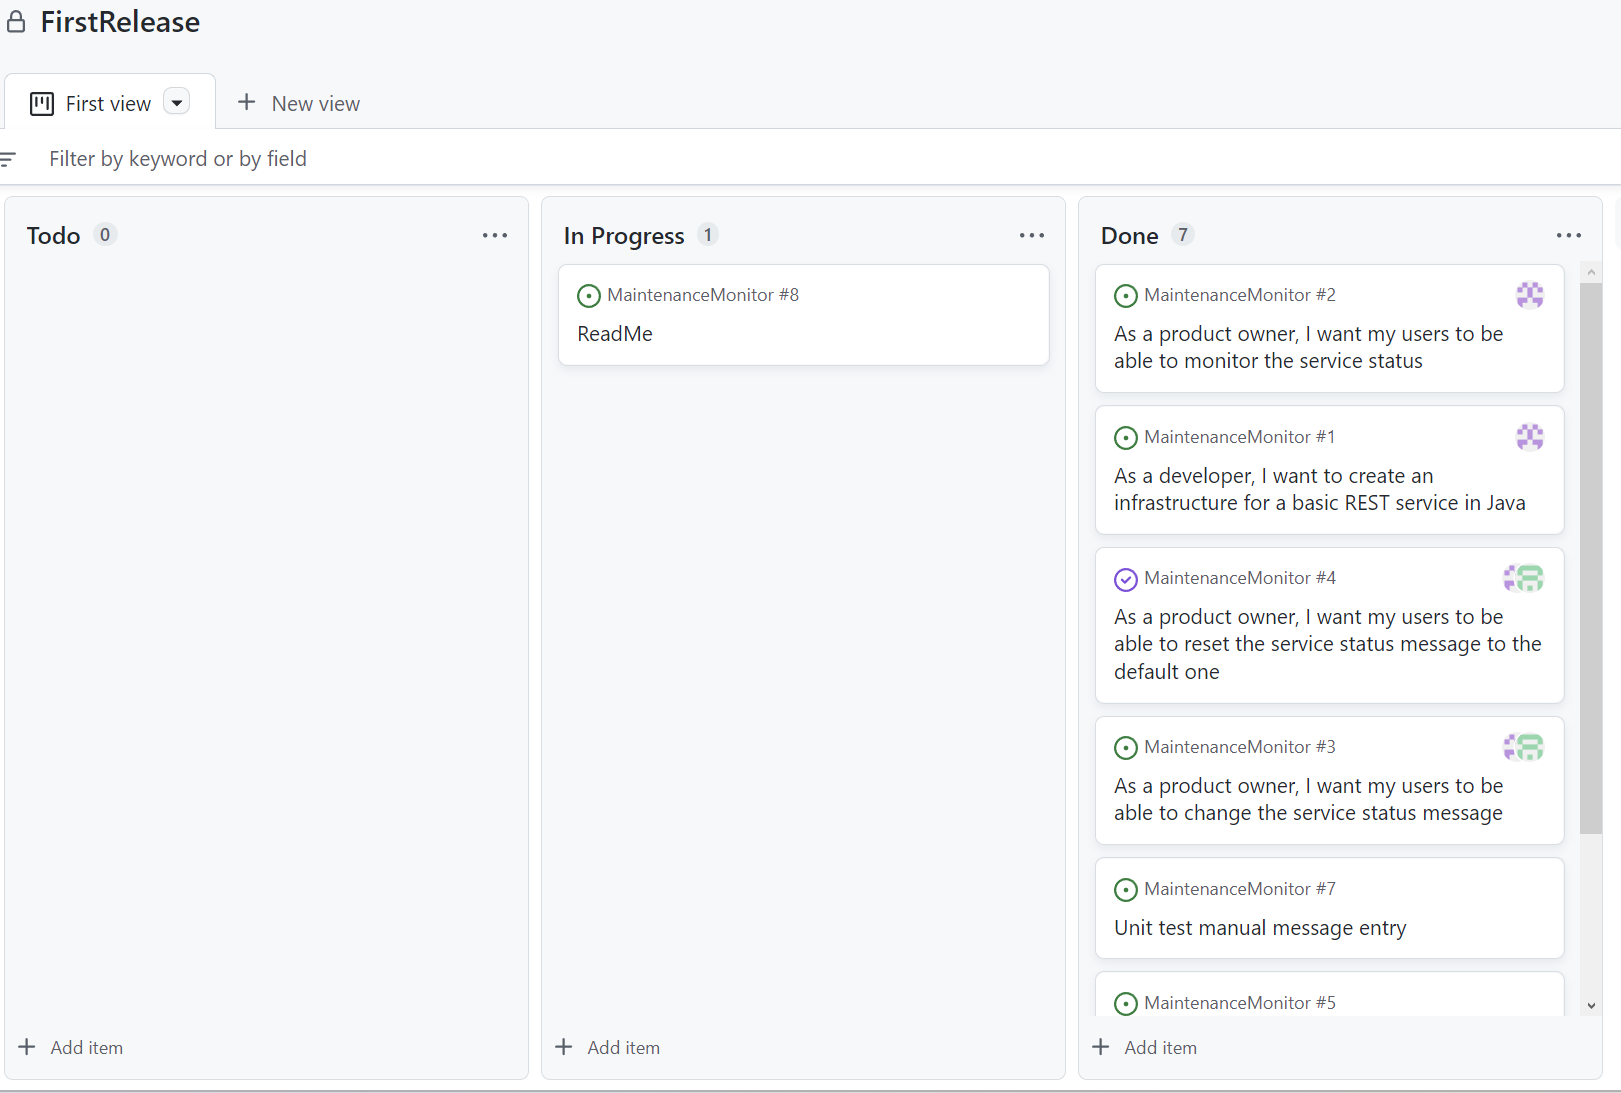 FirstRelease
First view
New view
Filter by keyword or by field
Todo 0
Add item
In Progress 1
MaintenanceMonitor #8
ReadMe
Add item
Done 7
MaintenanceMonitor #2
As a product owner, I want my users to be
able to monitor the service status
MaintenanceMonitor #1
As a developer, I want to create an
infrastructure for a basic REST service in Java
MaintenanceMonitor #4
As a product owner, I want my users to be
able to reset the service status message to the
default one
MaintenanceMonitor #3
As a product owner, I want my users to be
able to change the service status message
MaintenanceMonitor #7
Unit test manual message entry
MaintenanceMonitor #5
Add item